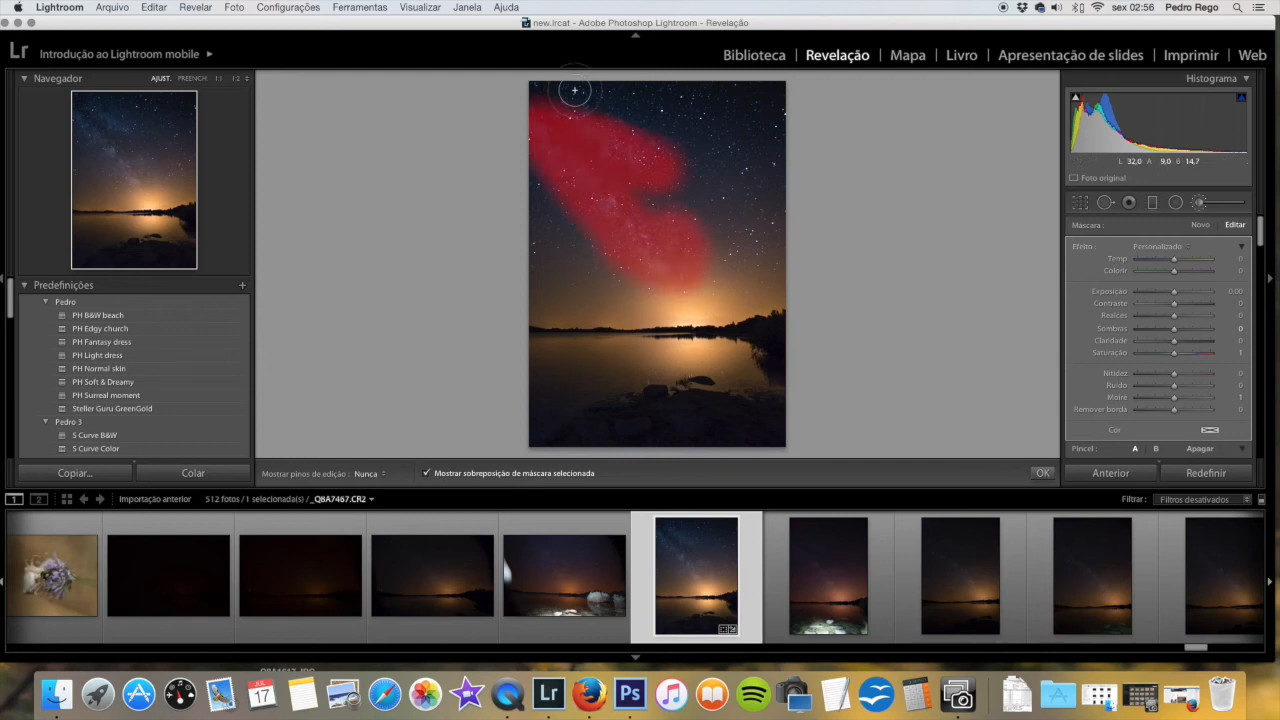 Lightroom Arquivo Editar Revelar Foto Configurações Ferramentas Visualizar Janela Ajuda sex 02:56 Pedro Rego
new.lrcat - Adobe Photoshop Lightroom - Revelação
Lr Introdução ao Lightroom mobile
Biblioteca | Revelação | Mapa | Livro | Apresentação de slides | Imprimir | Web
Navegador AJUST. PREENCH. 1:1 1:2
Predefinições +
Pedro
PH B&W beach
PH Edgy church
PH Fantasy dress
PH Light dress
PH Normal skin
PH Soft & Dreamy
PH Surreal moment
Steller Guru GreenGold
Pedro 3
S Curve B&W
S Curve Color
Copiar... Colar
Mostrar pinos de edição: Nunca Mostrar sobreposição de máscara selecionada OK
Histograma
L 32,0 A 9,0 B 14,7
Foto original
Máscara: Novo Editar
Efeito: Personalizado
Temp 0
Colorir 0
Exposição 0,00
Contraste 0
Realces 0
Sombras 0
Claridade 0
Saturação 1
Nitidez 0
Ruido 0
Moire 1
Remover borda 0
Cor
Pincel: A B Apagar
Anterior Redefinir
1 2 Importação anterior 512 fotos / 1 selecionada(s) / _Q8A7467.CR2 Filtrar: Filtros desativados
JUL 17
Lr
Ps